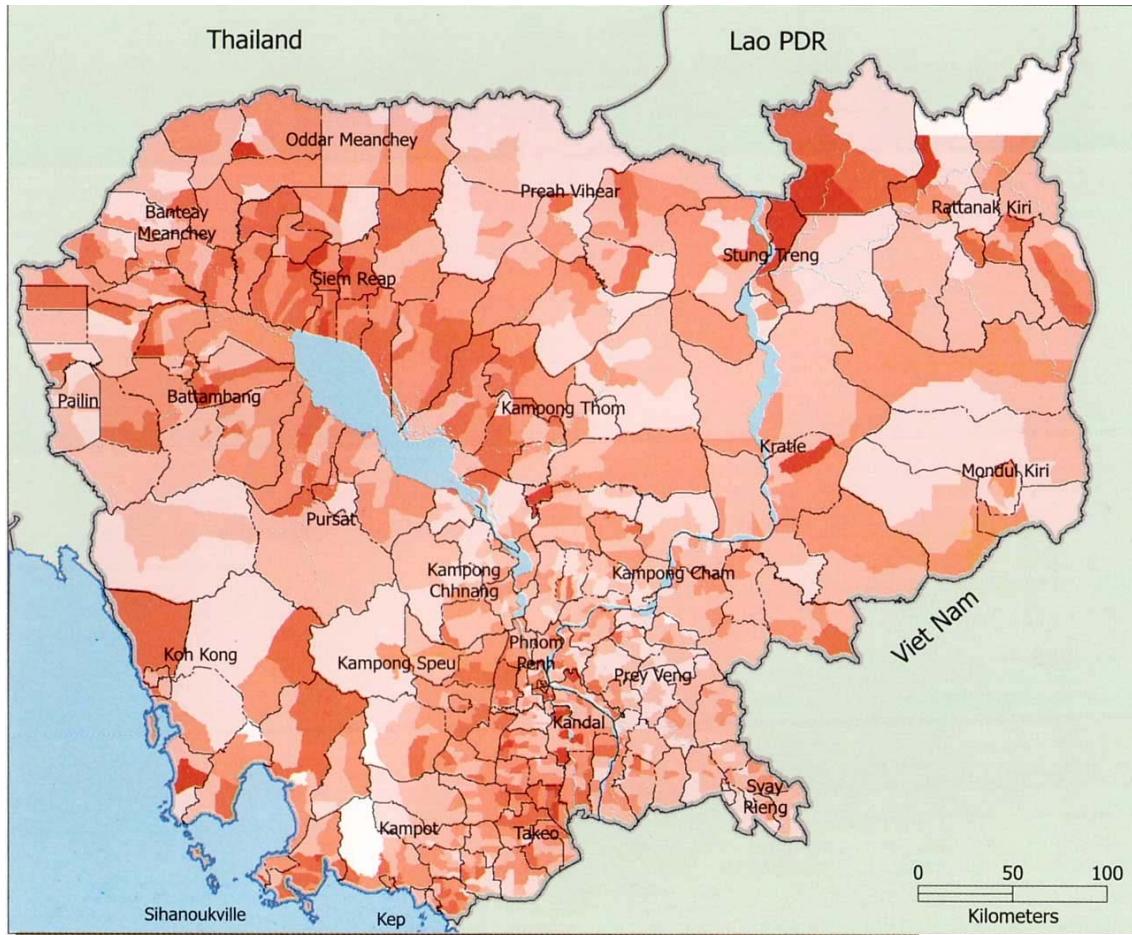 Thailand
Lao PDR
Oddar Meanchey
Preah Vihear
Banteay
Meanchey
Rattanak Kiri
Stung Treng
Siem Reap
Pailin
Battambang
Kampong Thom
Kratie
Mondul Kiri
Pursat
Kampong
Chhnang
Kampong Cham
Viet Nam
Koh Kong
Kampong Speu
Phnom
Penh
Prey Veng
Kandal
Svay
Rieng
Kampot
Takeo
0 50 100
Kilometers
Sihanoukville
Kep